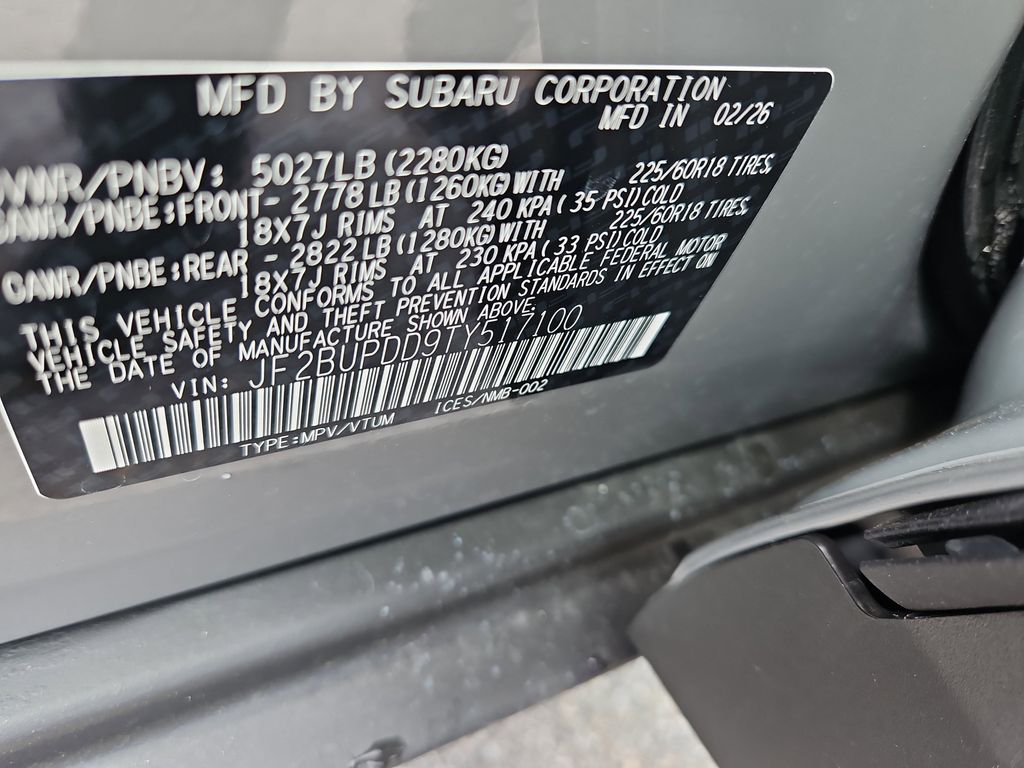 MFD BY SUBARU CORPORATION
MFD IN 02/26
VWR/PNBV: 5027LB (2280KG)
GAWR/PNBE:FRONT- 2778LB (1260KG) WITH 225/60R18 TIRES,
18X7J RIMS AT 240 KPA (35 PSI) COLD
GAWR/PNBE:REAR - 2822LB (1280KG) WITH 225/60R18 TIRES,
18X7J RIMS AT 230 KPA (33 PSI) COLD
THIS VEHICLE CONFORMS TO ALL APPLICABLE FEDERAL MOTOR
VEHICLE SAFETY AND THEFT PREVENTION STANDARDS IN EFFECT ON
THE DATE OF MANUFACTURE SHOWN ABOVE.
VIN: JF2BUPDD9TY517100
TYPE:MPV/VTUM ICES/NMB-002